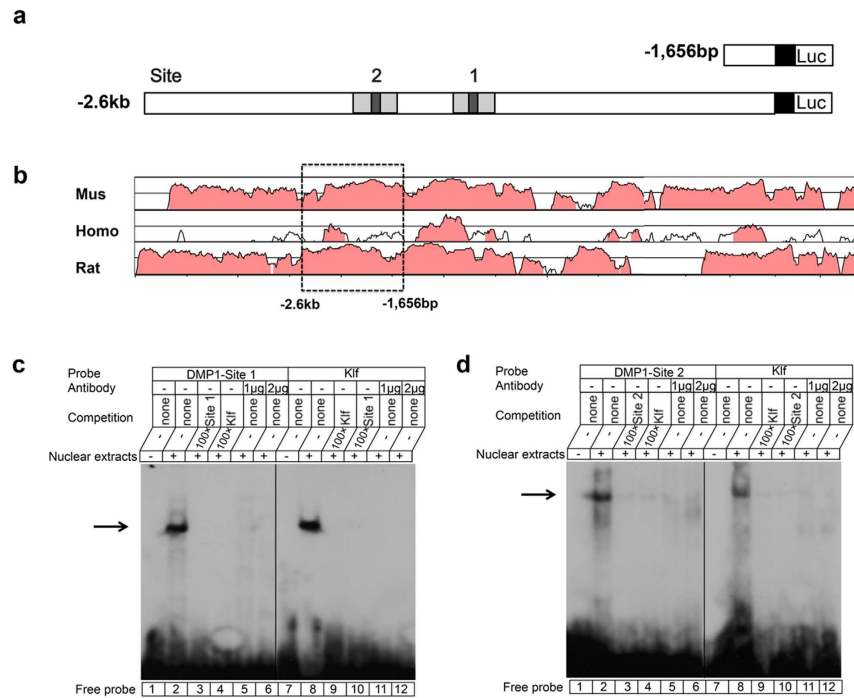 a
-1,656bp
Luc
Site 2 1
-2.6kb
Luc
b
Mus
Homo
Rat
-2.6kb -1,656bp
c
Probe DMP1-Site 1 Klf
Antibody - - - - 1µg 2µg - - - - 1µg 2µg
Competition - none none 100×Site 1 100×Klf none none - none none 100×Klf 100×Site 1 none none
Nuclear extracts - + + + + + - + + + + +
Free probe 1 2 3 4 5 6 7 8 9 10 11 12
d
Probe DMP1-Site 2 Klf
Antibody - - - - 1µg 2µg - - - - 1µg 2µg
Competition - none none 100×Site 2 100×Klf none none - none none 100×Klf 100×Site 2 none none
Nuclear extracts - + + + + + - + + + + +
Free probe 1 2 3 4 5 6 7 8 9 10 11 12